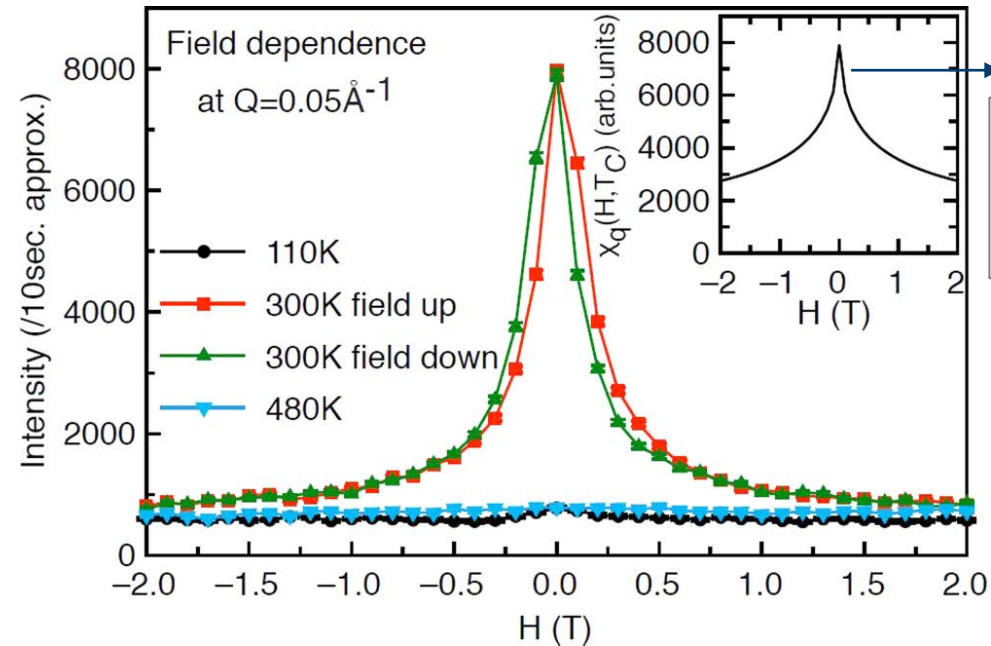 Field dependence
at Q=0.05Å⁻¹
110K
300K field up
300K field down
480K
Intensity (/10sec. approx.)
8000
6000
4000
2000
0
−2.0 −1.5 −1.0 −0.5 0.0 0.5 1.0 1.5 2.0
H (T)
χq(H,TC) (arb.units)
8000
6000
4000
2000
0
−2 −1 0 1 2
H (T)